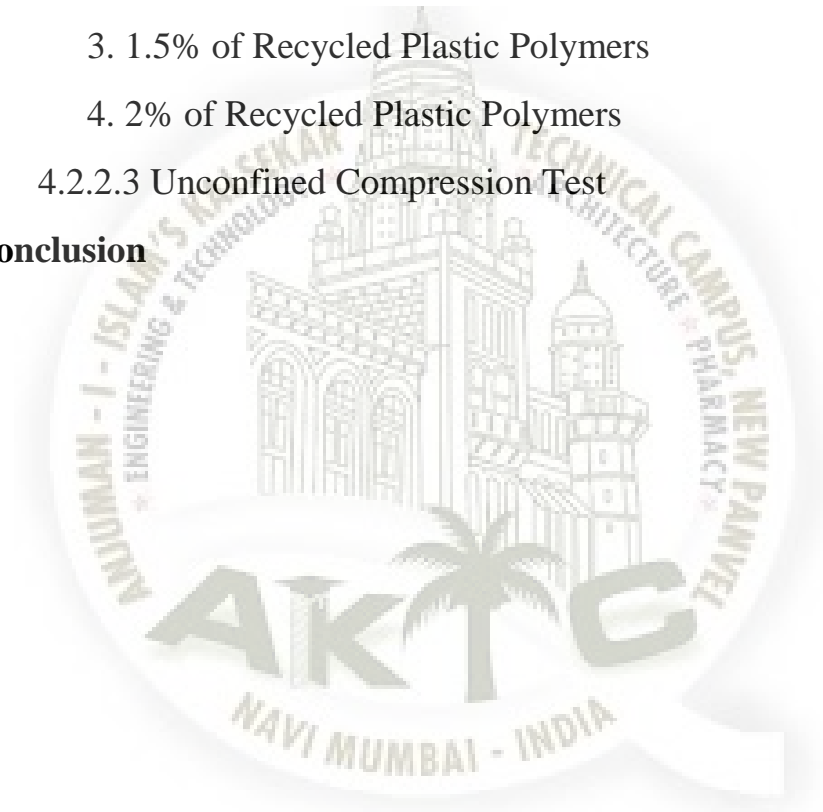 3. 1.5% of Recycled Plastic Polymers
4. 2% of Recycled Plastic Polymers
4.2.2.3 Unconfined Compression Test
onclusion
ANJUMAN - I - ISLAM'S KALSEKAR TECHNICAL CAMPUS, NEW PANVEL
ENGINEERING & TECHNOLOGY * ARCHITECTURE * PHARMACY *
AKTC
NAVI MUMBAI - INDIA